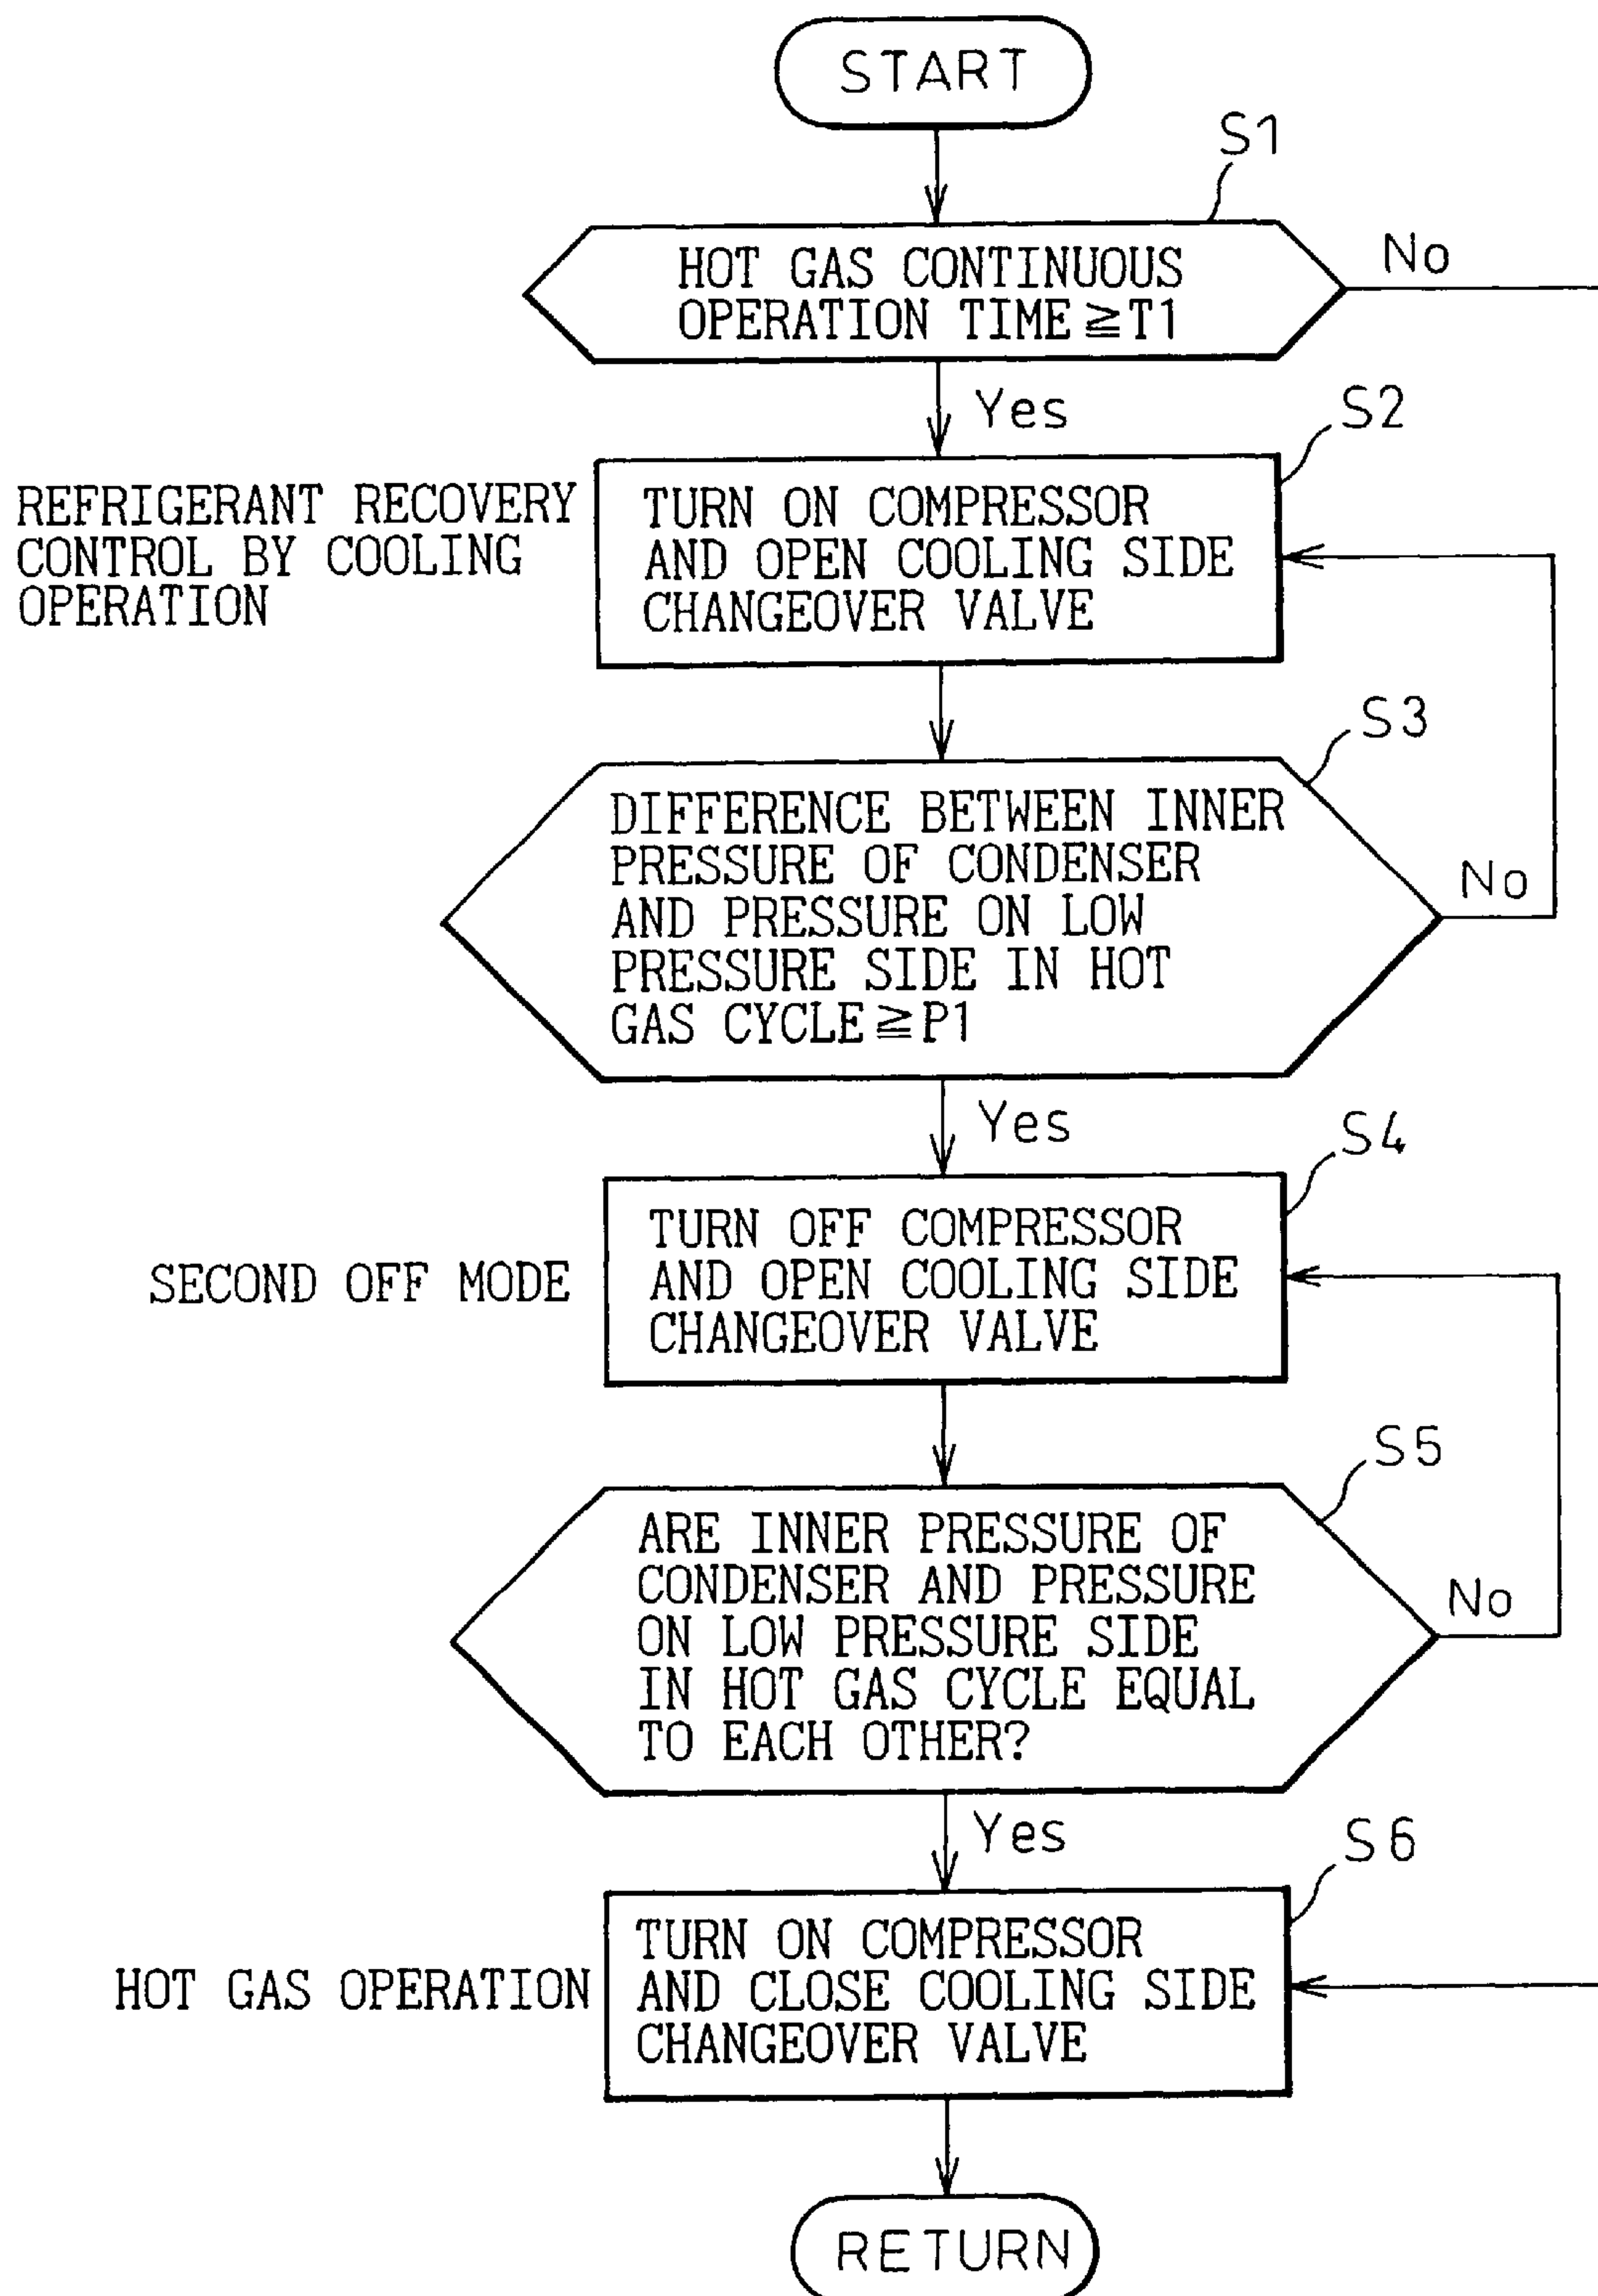 START
S1
HOT GAS CONTINUOUS
OPERATION TIME ≧ T1
No
Yes
S2
REFRIGERANT RECOVERY
CONTROL BY COOLING
OPERATION
TURN ON COMPRESSOR
AND OPEN COOLING SIDE
CHANGEOVER VALVE
S3
DIFFERENCE BETWEEN INNER
PRESSURE OF CONDENSER
AND PRESSURE ON LOW
PRESSURE SIDE IN HOT
GAS CYCLE ≧ P1
No
Yes
S4
SECOND OFF MODE
TURN OFF COMPRESSOR
AND OPEN COOLING SIDE
CHANGEOVER VALVE
S5
ARE INNER PRESSURE OF
CONDENSER AND PRESSURE
ON LOW PRESSURE SIDE
IN HOT GAS CYCLE EQUAL
TO EACH OTHER?
No
Yes
S6
HOT GAS OPERATION
TURN ON COMPRESSOR
AND CLOSE COOLING SIDE
CHANGEOVER VALVE
RETURN